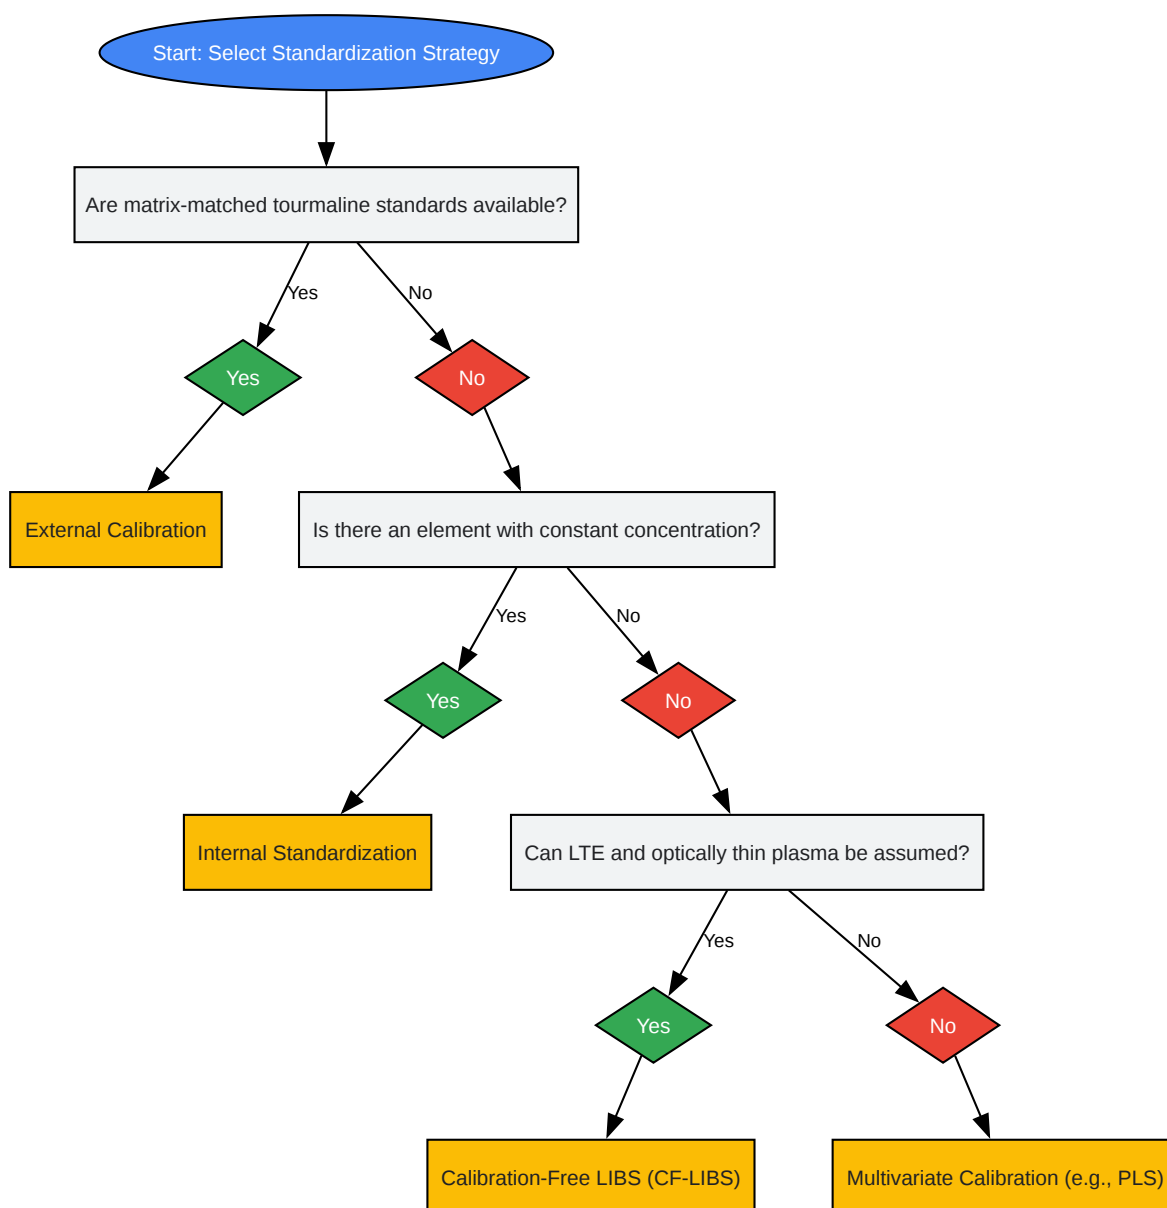 Start: Select Standardization Strategy
Are matrix-matched tourmaline standards available?
Yes
No
Yes
No
External Calibration
Is there an element with constant concentration?
Yes
No
Yes
No
Internal Standardization
Can LTE and optically thin plasma be assumed?
Yes
No
Yes
No
Calibration-Free LIBS (CF-LIBS)
Multivariate Calibration (e.g., PLS)